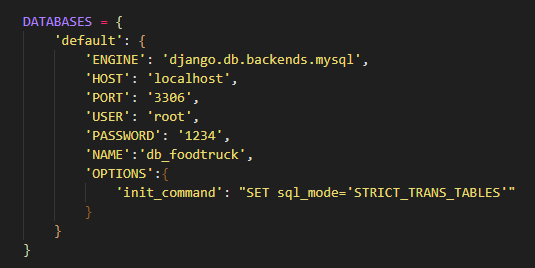 DATABASES = {
    'default': {
        'ENGINE': 'django.db.backends.mysql',
        'HOST': 'localhost',
        'PORT': '3306',
        'USER': 'root',
        'PASSWORD': '1234',
        'NAME':'db_foodtruck',
        'OPTIONS':{
            'init_command': "SET sql_mode='STRICT_TRANS_TABLES'"
        }
    }
}